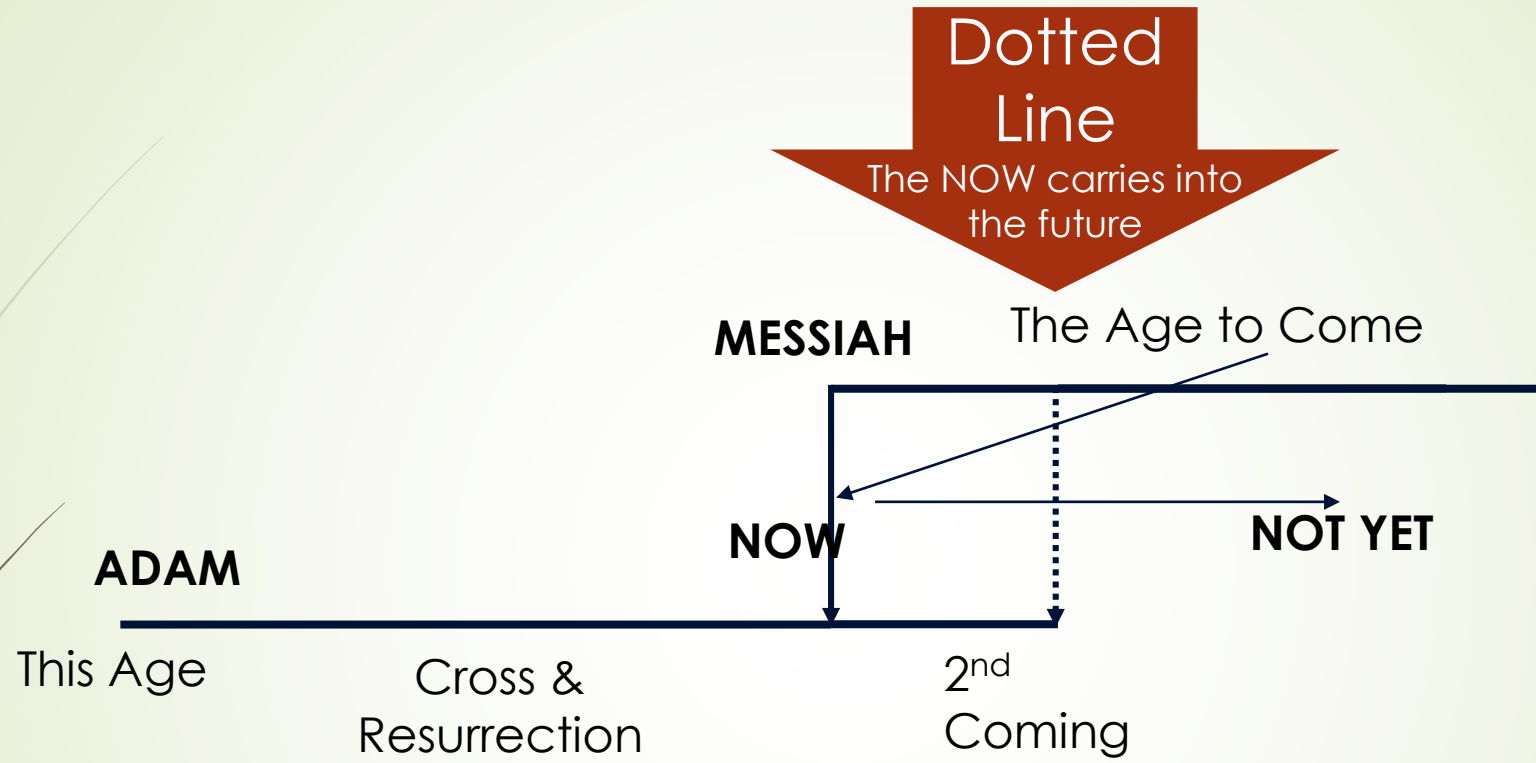 Dotted
Line
The NOW carries into
the future
MESSIAH
The Age to Come
NOW
NOT YET
ADAM
This Age
Cross &
Resurrection
2nd
Coming